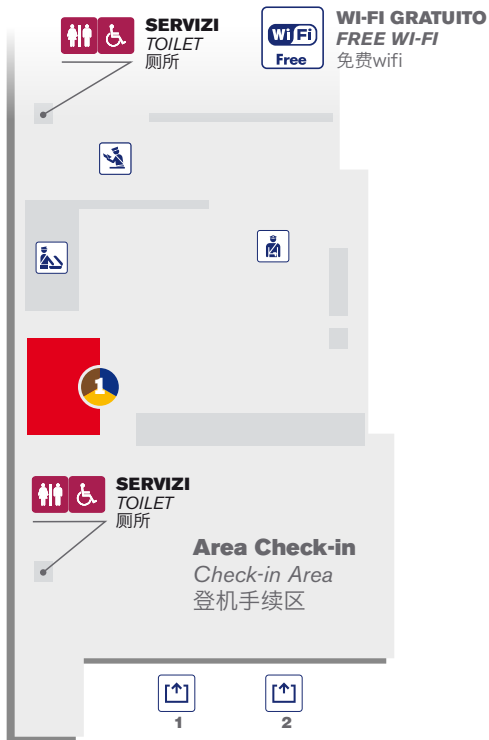 SERVIZI
TOILET
厕所
WiFi
Free
WI-FI GRATUITO
FREE WI-FI
免费wifi
1
SERVIZI
TOILET
厕所
Area Check-in
Check-in Area
登机手续区
1
2